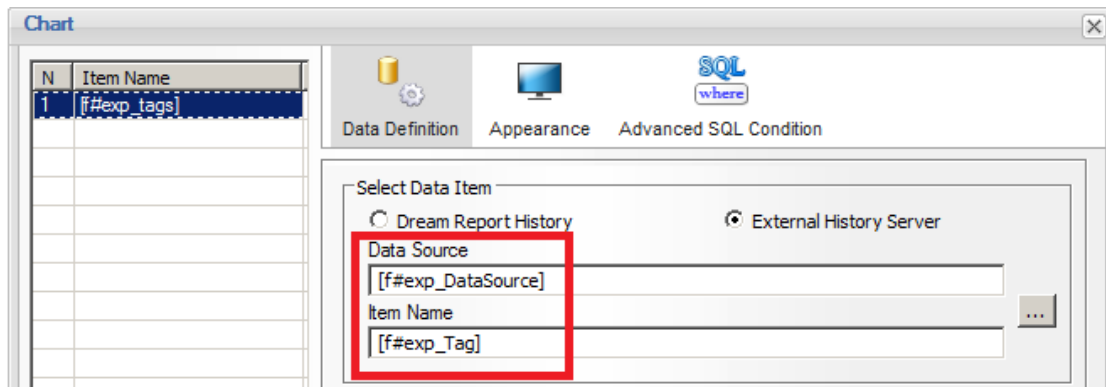 Chart
N Item Name
1 [f#exp_tags]
SQL
where
Data Definition Appearance Advanced SQL Condition
Select Data Item
Dream Report History External History Server
Data Source
[f#exp_DataSource]
Item Name
...
[f#exp_Tag]